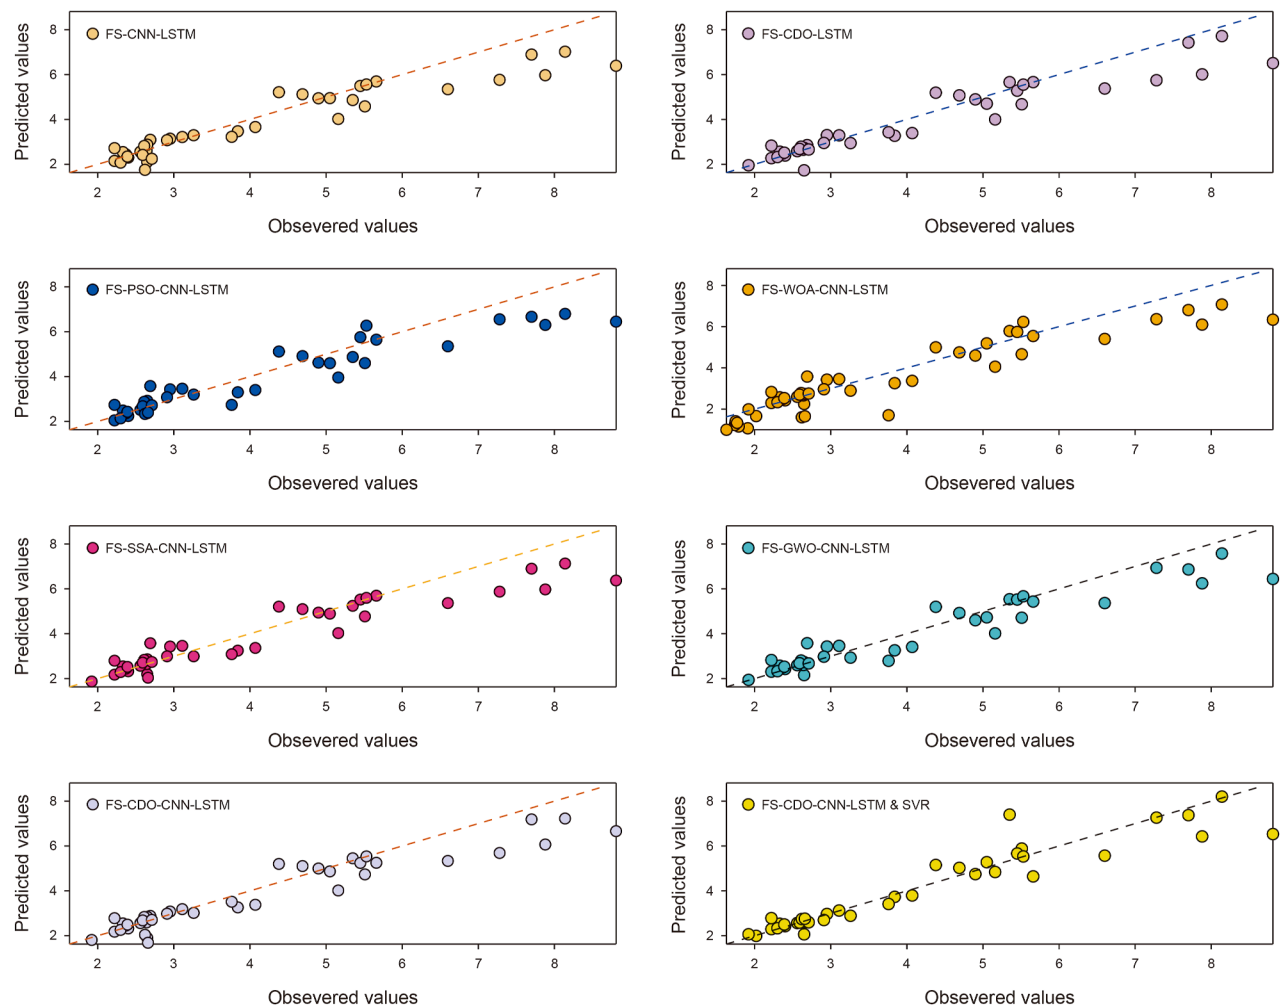 FS-CNN-LSTM
Predicted values
8
6
4
2
2 3 4 5 6 7 8
Obsevered values
FS-CDO-LSTM
Predicted values
8
6
4
2
2 3 4 5 6 7 8
Obsevered values
FS-PSO-CNN-LSTM
Predicted values
8
6
4
2
2 3 4 5 6 7 8
Obsevered values
FS-WOA-CNN-LSTM
Predicted values
8
6
4
2
2 3 4 5 6 7 8
Obsevered values
FS-SSA-CNN-LSTM
Predicted values
8
6
4
2
2 3 4 5 6 7 8
Obsevered values
FS-GWO-CNN-LSTM
Predicted values
8
6
4
2
2 3 4 5 6 7 8
Obsevered values
FS-CDO-CNN-LSTM
Predicted values
8
6
4
2
2 3 4 5 6 7 8
Obsevered values
FS-CDO-CNN-LSTM & SVR
Predicted values
8
6
4
2
2 3 4 5 6 7 8
Obsevered values